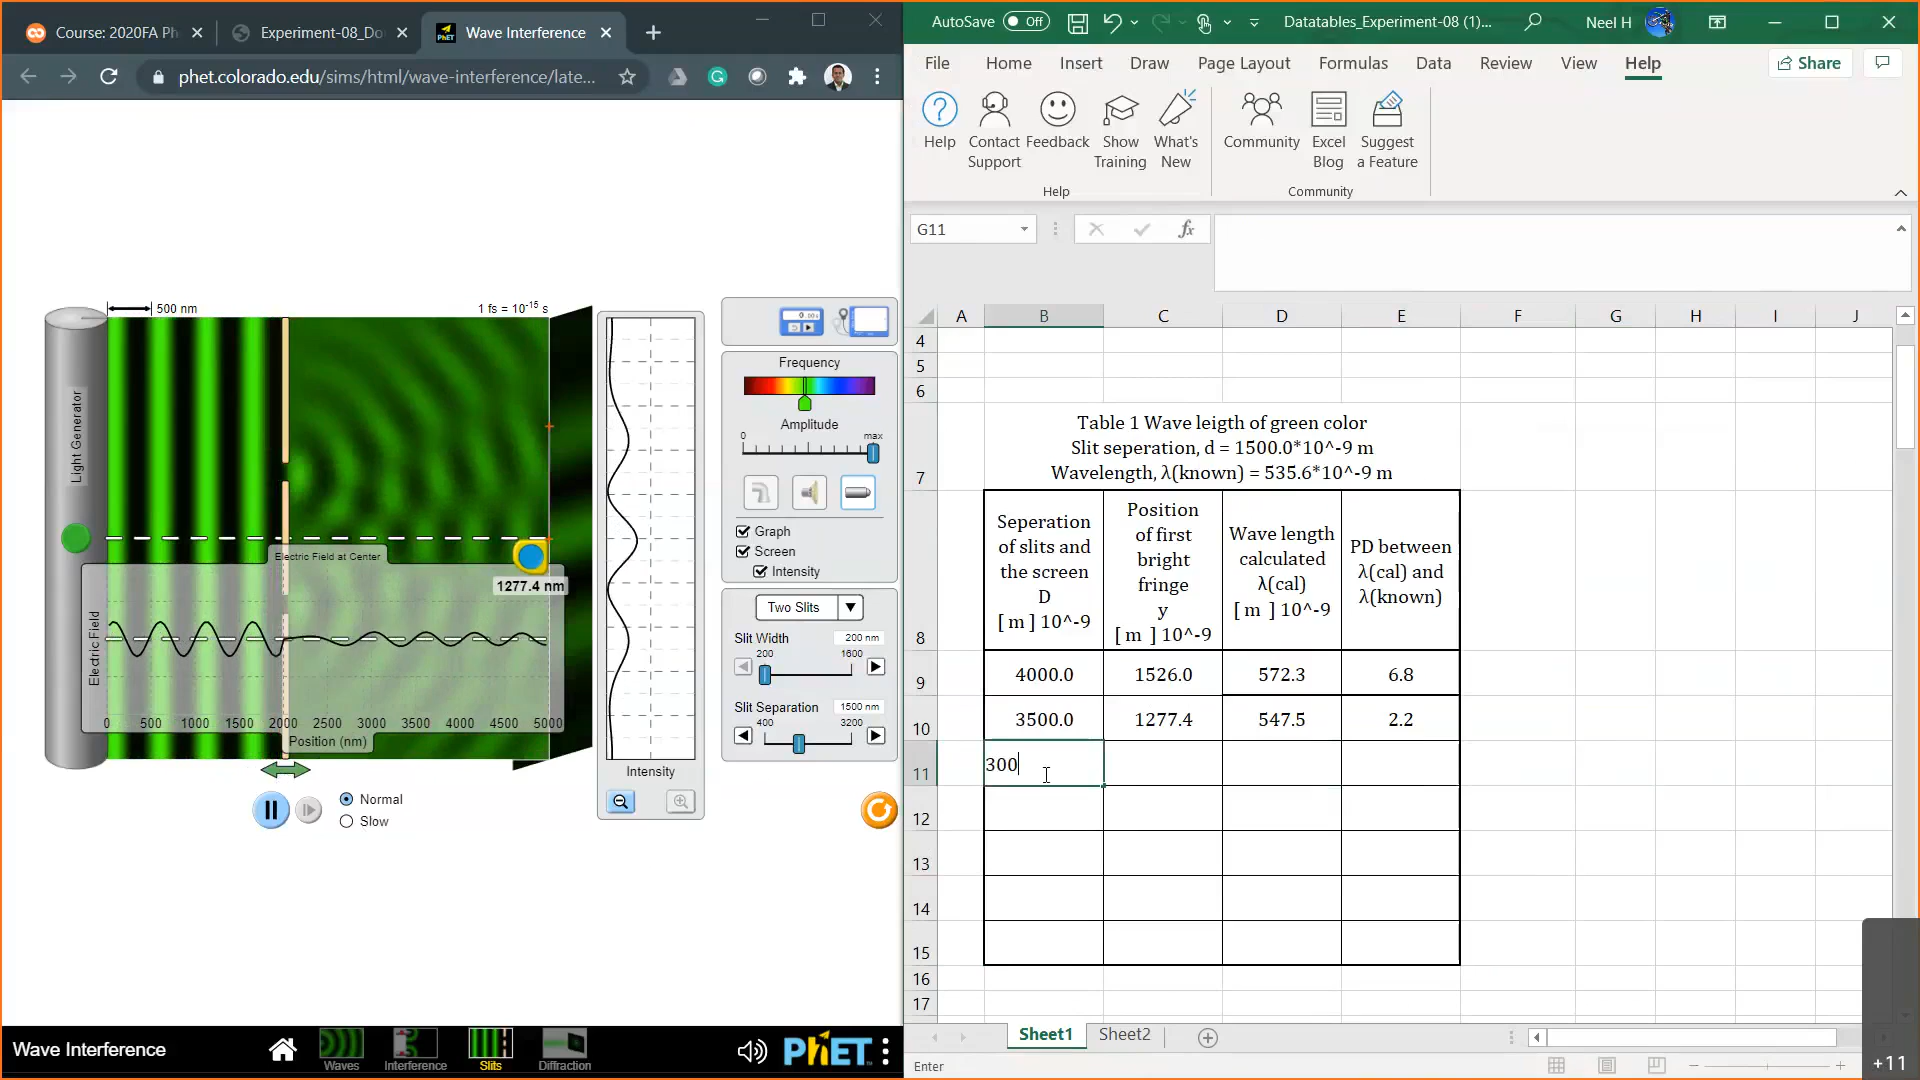 Course: 2020FA Ph
Experiment-08_Do
Wave Interference
phet.colorado.edu/sims/html/wave-interference/late...
500 nm
1 fs = 10-15 s
Light Generator
Electric Field at Center
1277.4 nm
Electric Field
0 500 1000 1500 2000 2500 3000 3500 4000 4500 5000
Position (nm)
Normal
Slow
Intensity
0.00
Frequency
Amplitude
0 max
Graph
Screen
Intensity
Two Slits
Slit Width 200 nm
200 1600
Slit Separation 1500 nm
400 3200
Wave Interference
Waves
Interference
Slits
Diffraction
PhET
AutoSave Off
Datatables_Experiment-08 (1)...
Neel H
File Home Insert Draw Page Layout Formulas Data Review View Help
Share
Help
Contact Support
Feedback
Show Training
What's New
Community
Excel Blog
Suggest a Feature
Help
Community
G11
fx
A B C D E F G H I J
4
5
6
Table 1 Wave leigth of green color
Slit seperation, d = 1500.0*10^-9 m
Wavelength, λ(known) = 535.6*10^-9 m
7
Seperation of slits and the screen D [ m ] 10^-9
Position of first bright fringe y [ m ] 10^-9
Wave length calculated λ(cal) [ m ] 10^-9
PD between λ(cal) and λ(known)
8
9 4000.0 1526.0 572.3 6.8
10 3500.0 1277.4 547.5 2.2
11 300
12
13
14
15
16
17
Sheet1 Sheet2
Enter
+11